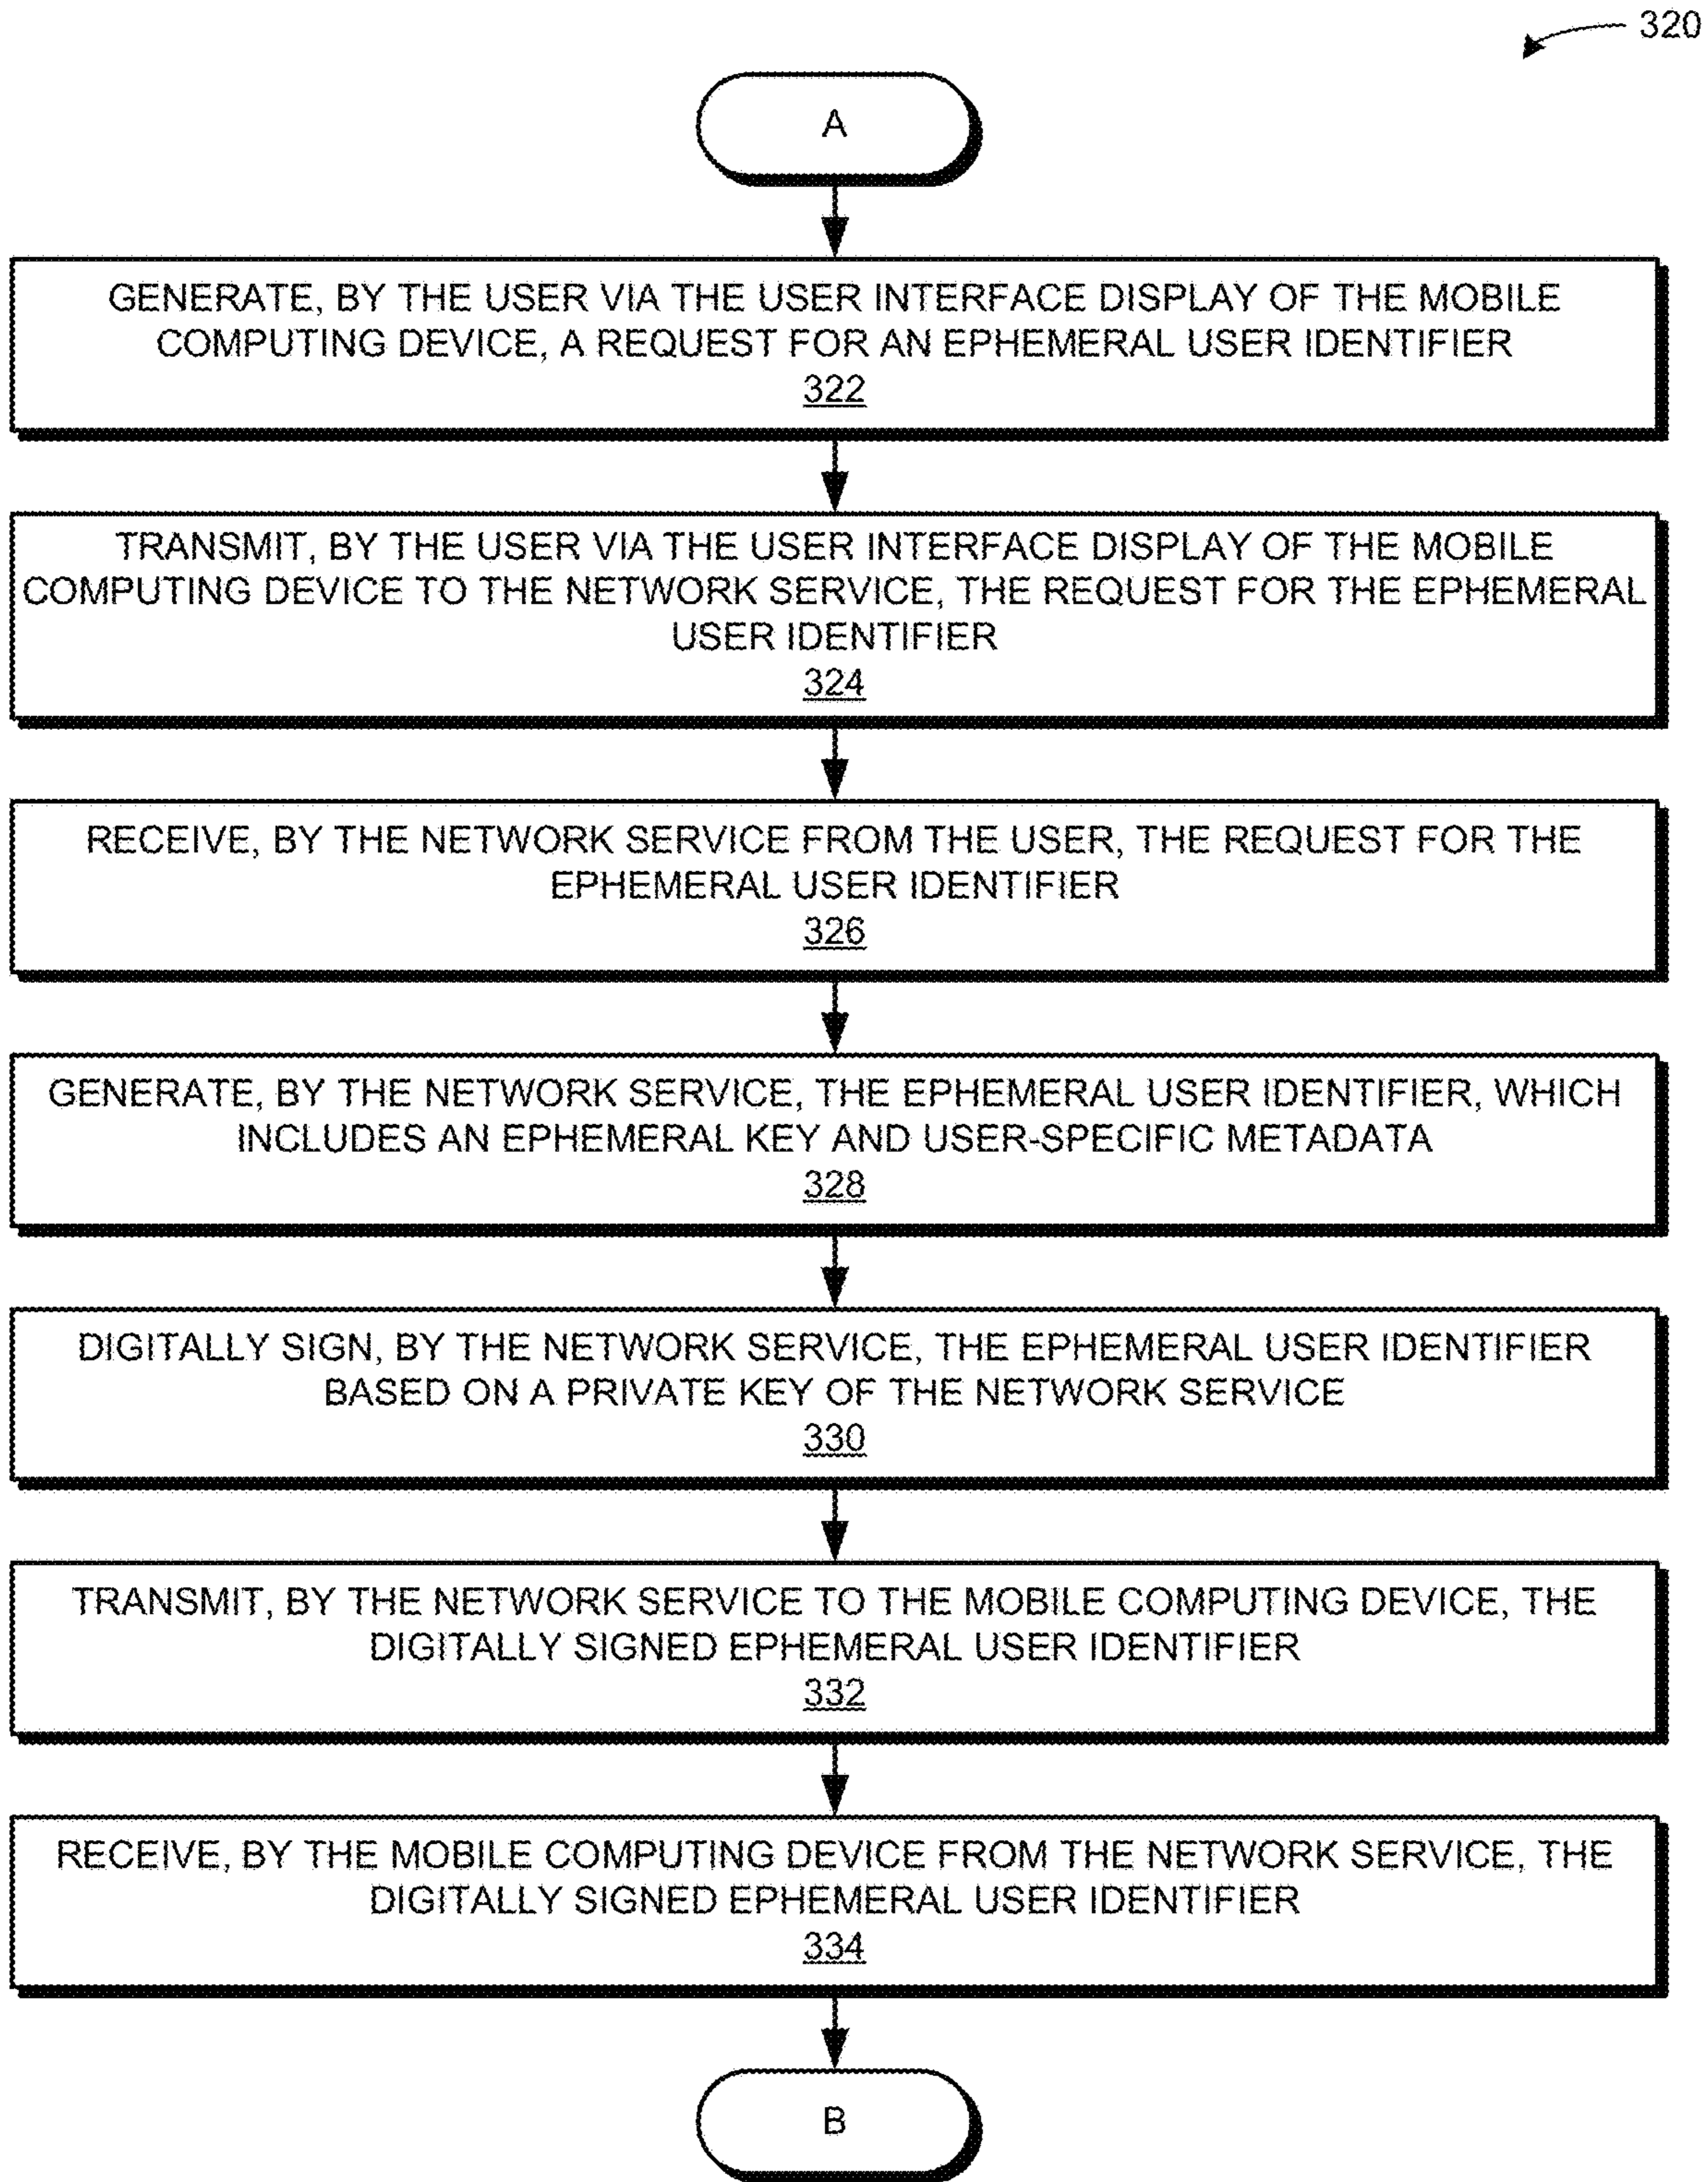 320
A
GENERATE, BY THE USER VIA THE USER INTERFACE DISPLAY OF THE MOBILE
COMPUTING DEVICE, A REQUEST FOR AN EPHEMERAL USER IDENTIFIER
322
TRANSMIT, BY THE USER VIA THE USER INTERFACE DISPLAY OF THE MOBILE
COMPUTING DEVICE TO THE NETWORK SERVICE, THE REQUEST FOR THE EPHEMERAL
USER IDENTIFIER
324
RECEIVE, BY THE NETWORK SERVICE FROM THE USER, THE REQUEST FOR THE
EPHEMERAL USER IDENTIFIER
326
GENERATE, BY THE NETWORK SERVICE, THE EPHEMERAL USER IDENTIFIER, WHICH
INCLUDES AN EPHEMERAL KEY AND USER-SPECIFIC METADATA
328
DIGITALLY SIGN, BY THE NETWORK SERVICE, THE EPHEMERAL USER IDENTIFIER
BASED ON A PRIVATE KEY OF THE NETWORK SERVICE
330
TRANSMIT, BY THE NETWORK SERVICE TO THE MOBILE COMPUTING DEVICE, THE
DIGITALLY SIGNED EPHEMERAL USER IDENTIFIER
332
RECEIVE, BY THE MOBILE COMPUTING DEVICE FROM THE NETWORK SERVICE, THE
DIGITALLY SIGNED EPHEMERAL USER IDENTIFIER
334
B